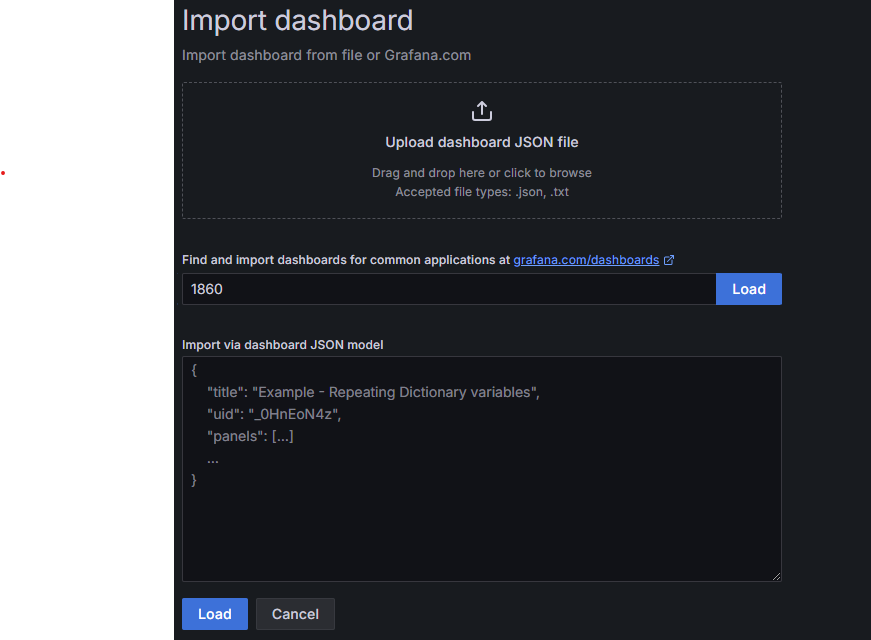 Import dashboard
Import dashboard from file or Grafana.com
Upload dashboard JSON file
Drag and drop here or click to browse
Accepted file types: .json, .txt
Find and import dashboards for common applications at grafana.com/dashboards
1860
Load
Import via dashboard JSON model
{
"title": "Example - Repeating Dictionary variables",
"uid": "_0HnEoN4z",
"panels": [...]
...
}
Load
Cancel